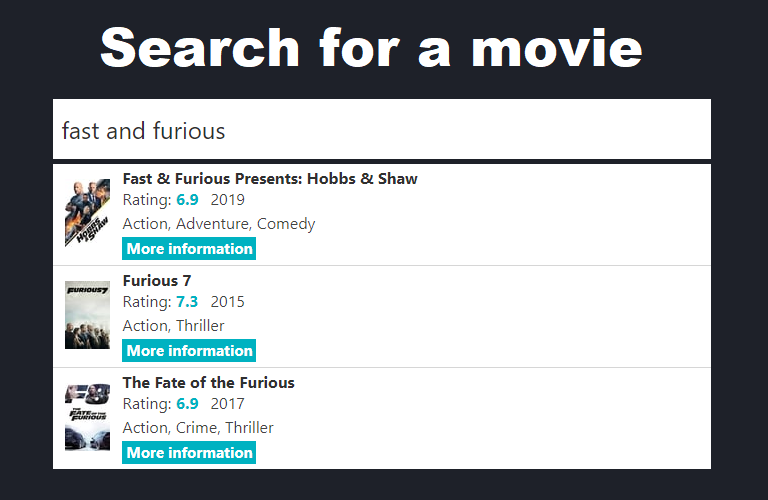 Search for a movie
fast and furious
Fast & Furious Presents: Hobbs & Shaw
Rating: 6.9 2019
Action, Adventure, Comedy
More information
HOBBS & SHAW
Furious 7
Rating: 7.3 2015
Action, Thriller
More information
FURIOUS7
The Fate of the Furious
Rating: 6.9 2017
Action, Crime, Thriller
More information
F8
THE
FATE OF THE
FURIOUS